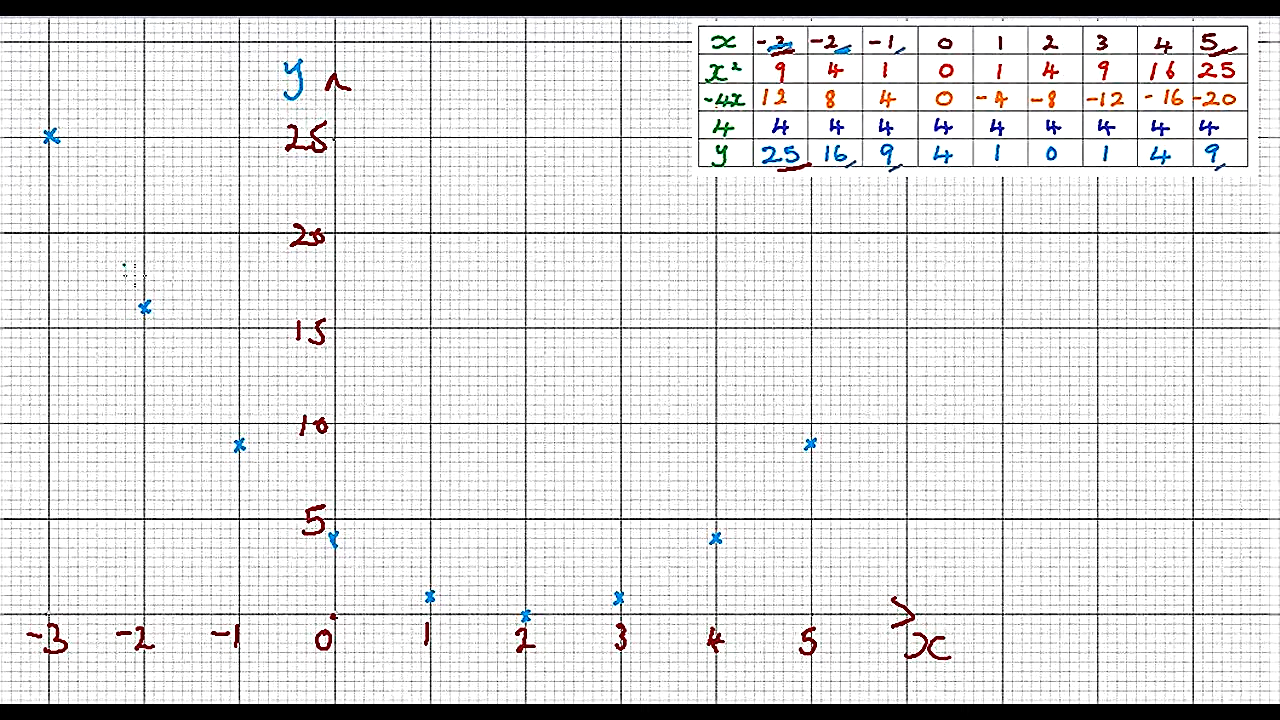 x -3 -2 -1 0 1 2 3 4 5
x² 9 4 1 0 1 4 9 16 25
-4x 12 8 4 0 -4 -8 -12 -16 -20
4 4 4 4 4 4 4 4 4 4
y 25 16 9 4 1 0 1 4 9
y
25
20
15
10
5
-3 -2 -1 0 1 2 3 4 5 x